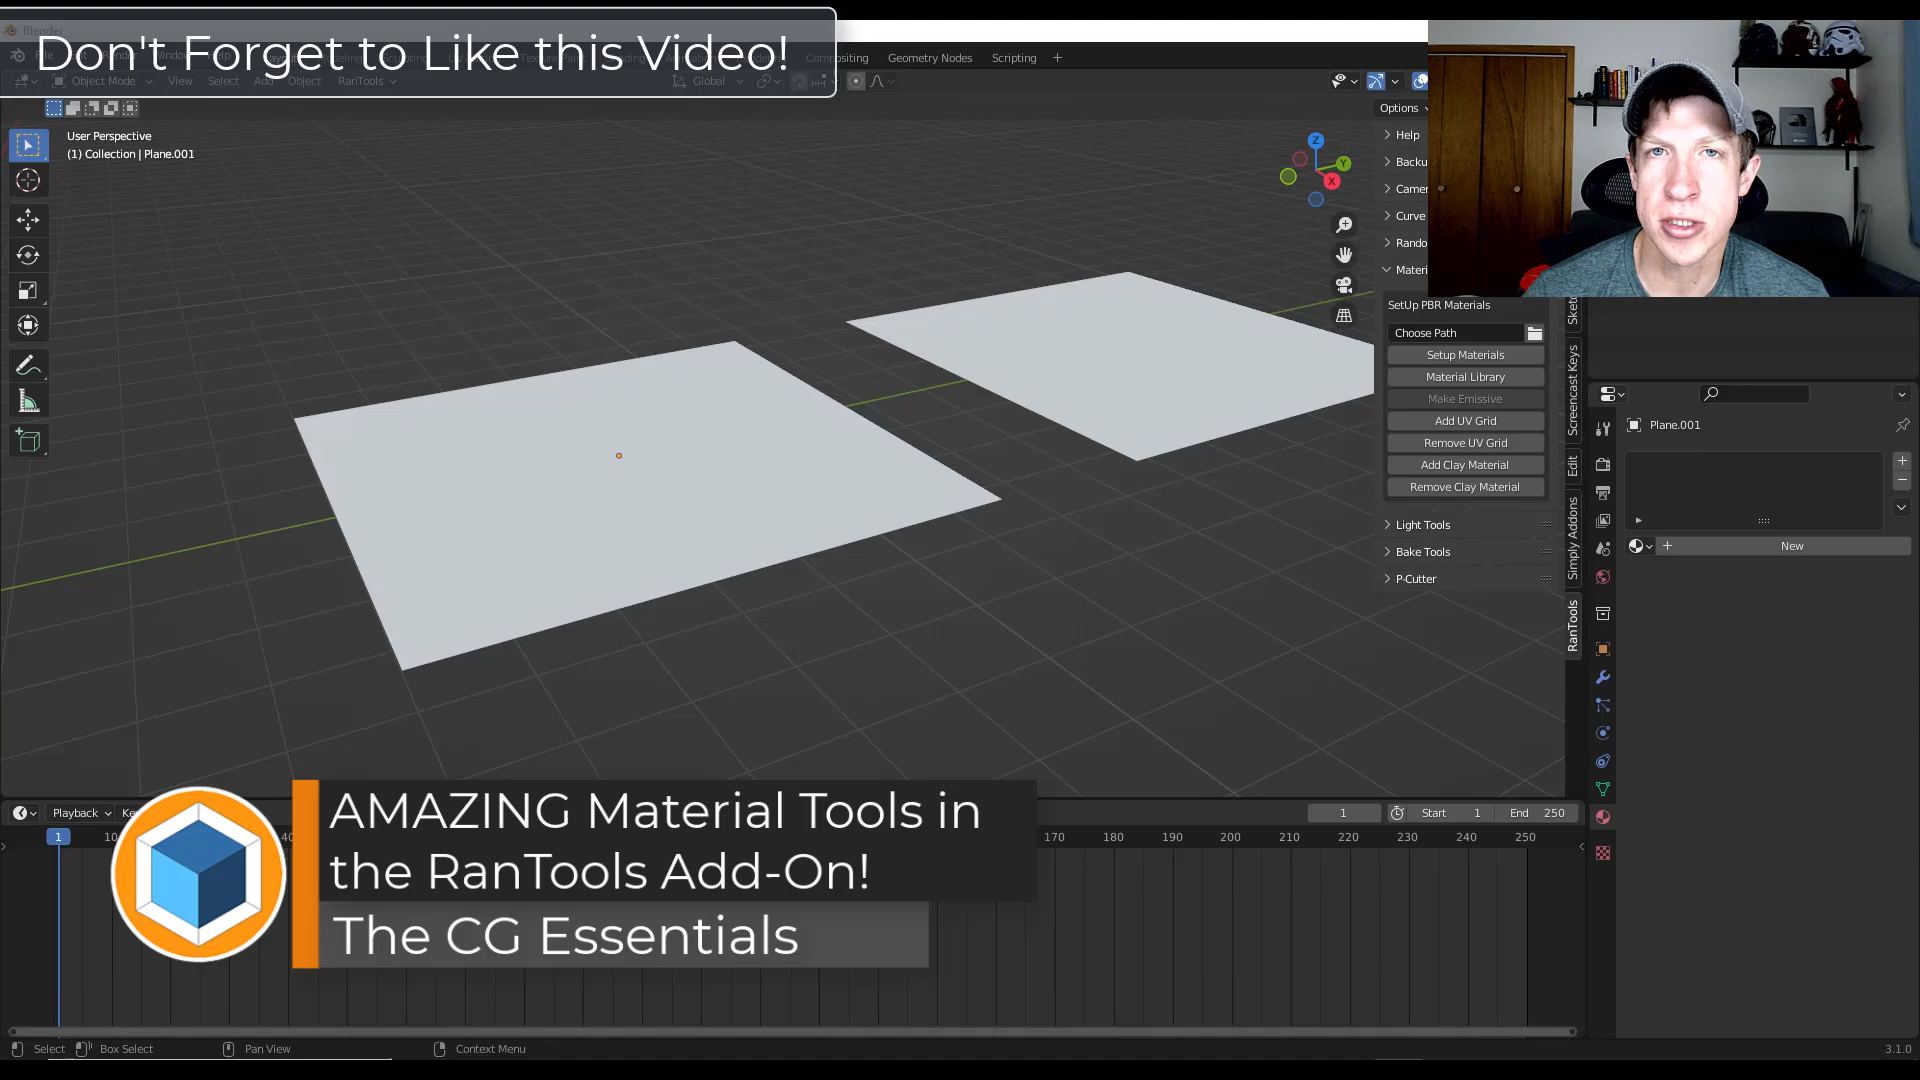 Don't Forget to Like this Video!
Compositing
Geometry Nodes
Scripting
Object Mode
View
Select
Add
Object
RanTools
Global
Options
User Perspective
(1) Collection | Plane.001
Z
Y
X
Help
Backu
Camer
Curve
Rando
Materi
SetUp PBR Materials
Choose Path
Setup Materials
Material Library
Make Emissive
Add UV Grid
Remove UV Grid
Add Clay Material
Remove Clay Material
Light Tools
Bake Tools
P-Cutter
Screencast Keys
Edit
Simply Addons
RanTools
Plane.001
New
Playback
1
Start 1
End 250
1
10
170 180 190 200 210 220 230 240 250
AMAZING Material Tools in
the RanTools Add-On!
The CG Essentials
Select
Box Select
Pan View
Context Menu
3.1.0